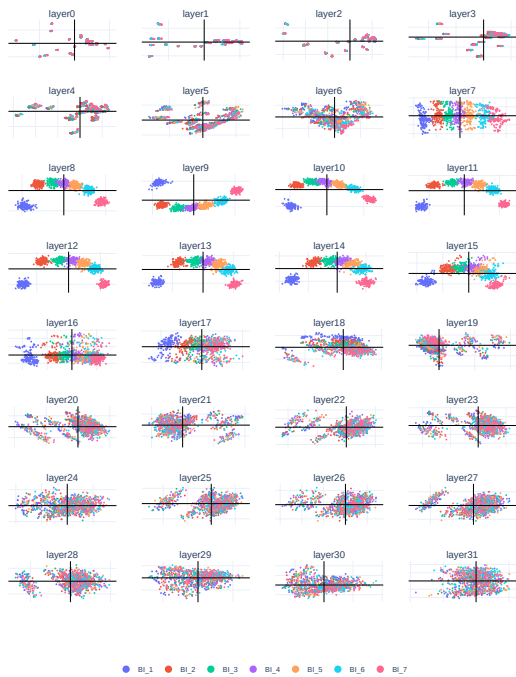 layer0 layer1 layer2 layer3
layer4 layer5 layer6 layer7
layer8 layer9 layer10 layer11
layer12 layer13 layer14 layer15
layer16 layer17 layer18 layer19
layer20 layer21 layer22 layer23
layer24 layer25 layer26 layer27
layer28 layer29 layer30 layer31
BI_1 BI_2 BI_3 BI_4 BI_5 BI_6 BI_7